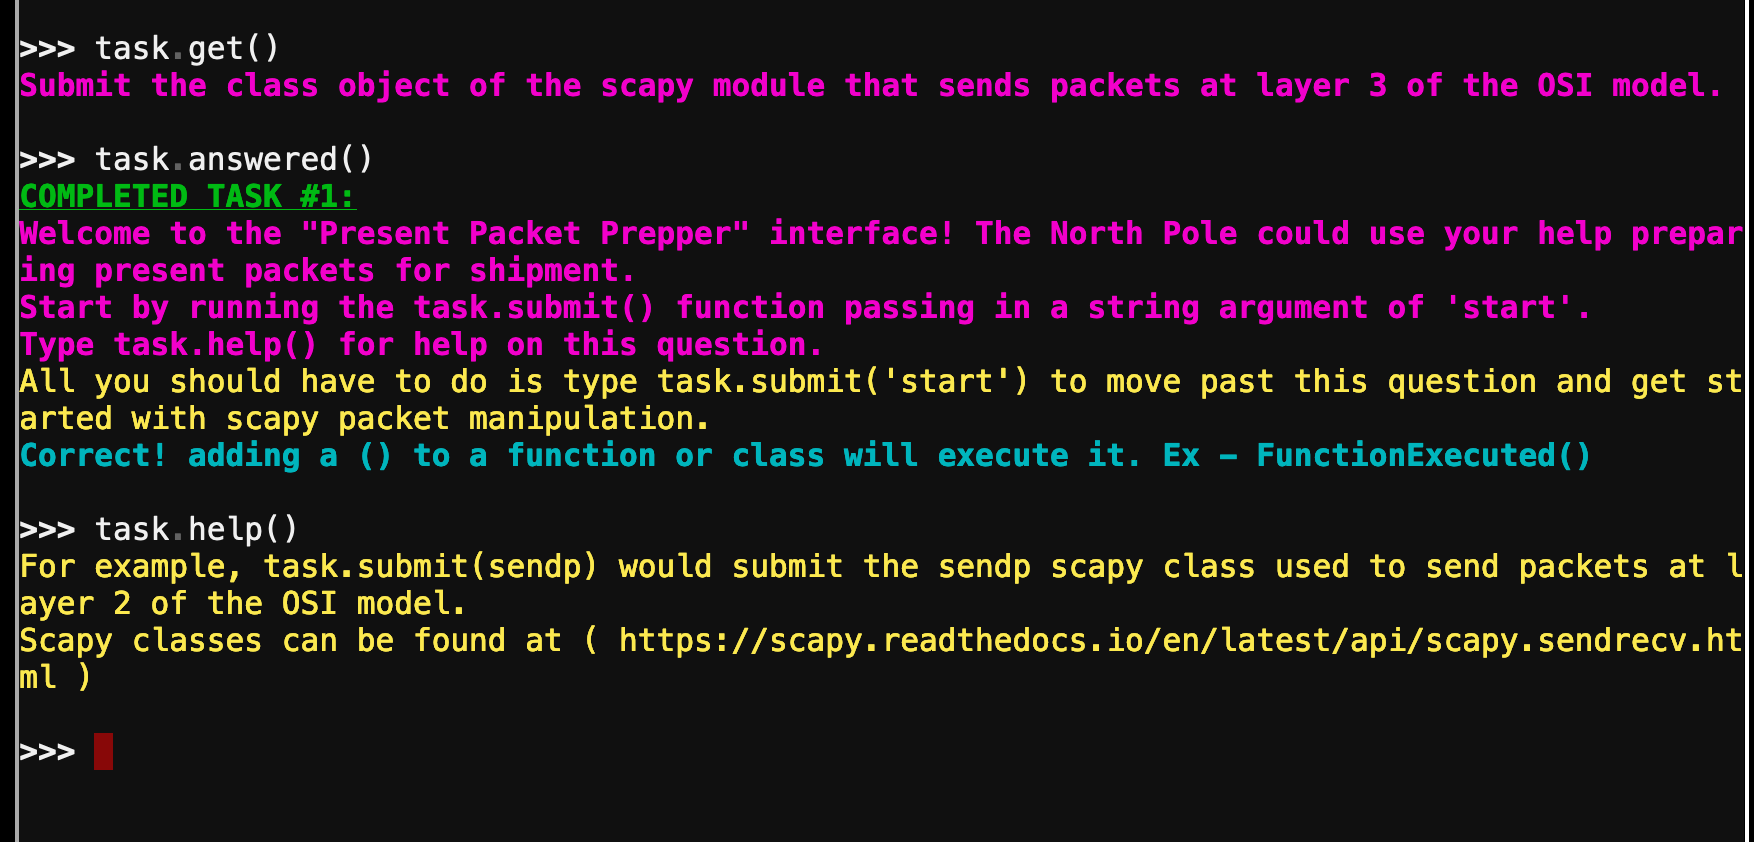 >>> task.get()
Submit the class object of the scapy module that sends packets at layer 3 of the OSI model.
>>> task.answered()
COMPLETED TASK #1:
Welcome to the "Present Packet Prepper" interface! The North Pole could use your help prepar
ing present packets for shipment.
Start by running the task.submit() function passing in a string argument of 'start'.
Type task.help() for help on this question.
All you should have to do is type task.submit('start') to move past this question and get st
arted with scapy packet manipulation.
Correct! adding a () to a function or class will execute it. Ex - FunctionExecuted()
>>> task.help()
For example, task.submit(sendp) would submit the sendp scapy class used to send packets at l
ayer 2 of the OSI model.
Scapy classes can be found at ( https://scapy.readthedocs.io/en/latest/api/scapy.sendrecv.ht
ml )
>>>